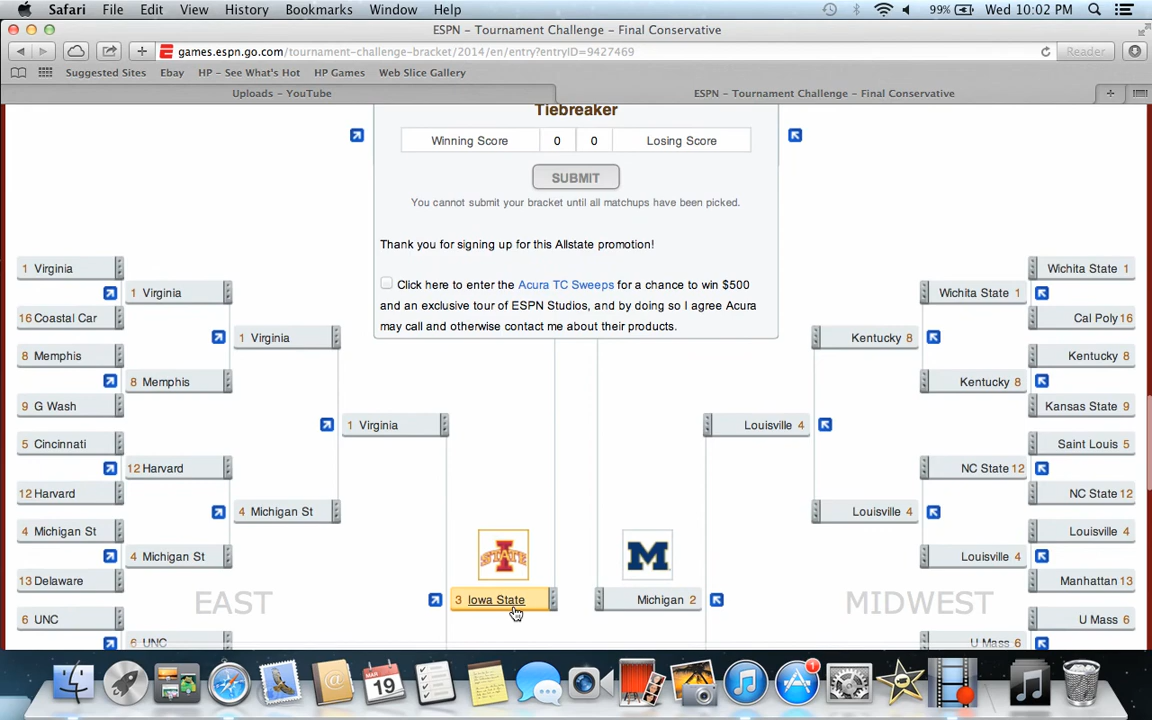 Safari File Edit View History Bookmarks Window Help 99% Wed 10:02 PM
ESPN – Tournament Challenge – Final Conservative
games.espn.go.com/tournament-challenge-bracket/2014/en/entry?entryID=9427469 Reader
Suggested Sites Ebay HP – See What's Hot HP Games Web Slice Gallery
Uploads – YouTube ESPN – Tournament Challenge – Final Conservative
Tiebreaker
Winning Score 0 0 Losing Score
SUBMIT
You cannot submit your bracket until all matchups have been picked.
Thank you for signing up for this Allstate promotion!
Click here to enter the Acura TC Sweeps for a chance to win $500
and an exclusive tour of ESPN Studios, and by doing so I agree Acura
may call and otherwise contact me about their products.
1 Virginia
16 Coastal Car
8 Memphis
9 G Wash
5 Cincinnati
12 Harvard
4 Michigan St
13 Delaware
6 UNC
1 Virginia
8 Memphis
12 Harvard
4 Michigan St
6 UNC
1 Virginia
4 Michigan St
1 Virginia
EAST
STATE
3 Iowa State
M
Michigan 2
Louisville 4
Kentucky 8
Louisville 4
Wichita State 1
Kentucky 8
NC State 12
Louisville 4
U Mass 6
Wichita State 1
Cal Poly 16
Kentucky 8
Kansas State 9
Saint Louis 5
NC State 12
Louisville 4
Manhattan 13
U Mass 6
MIDWEST
MAR
19
1